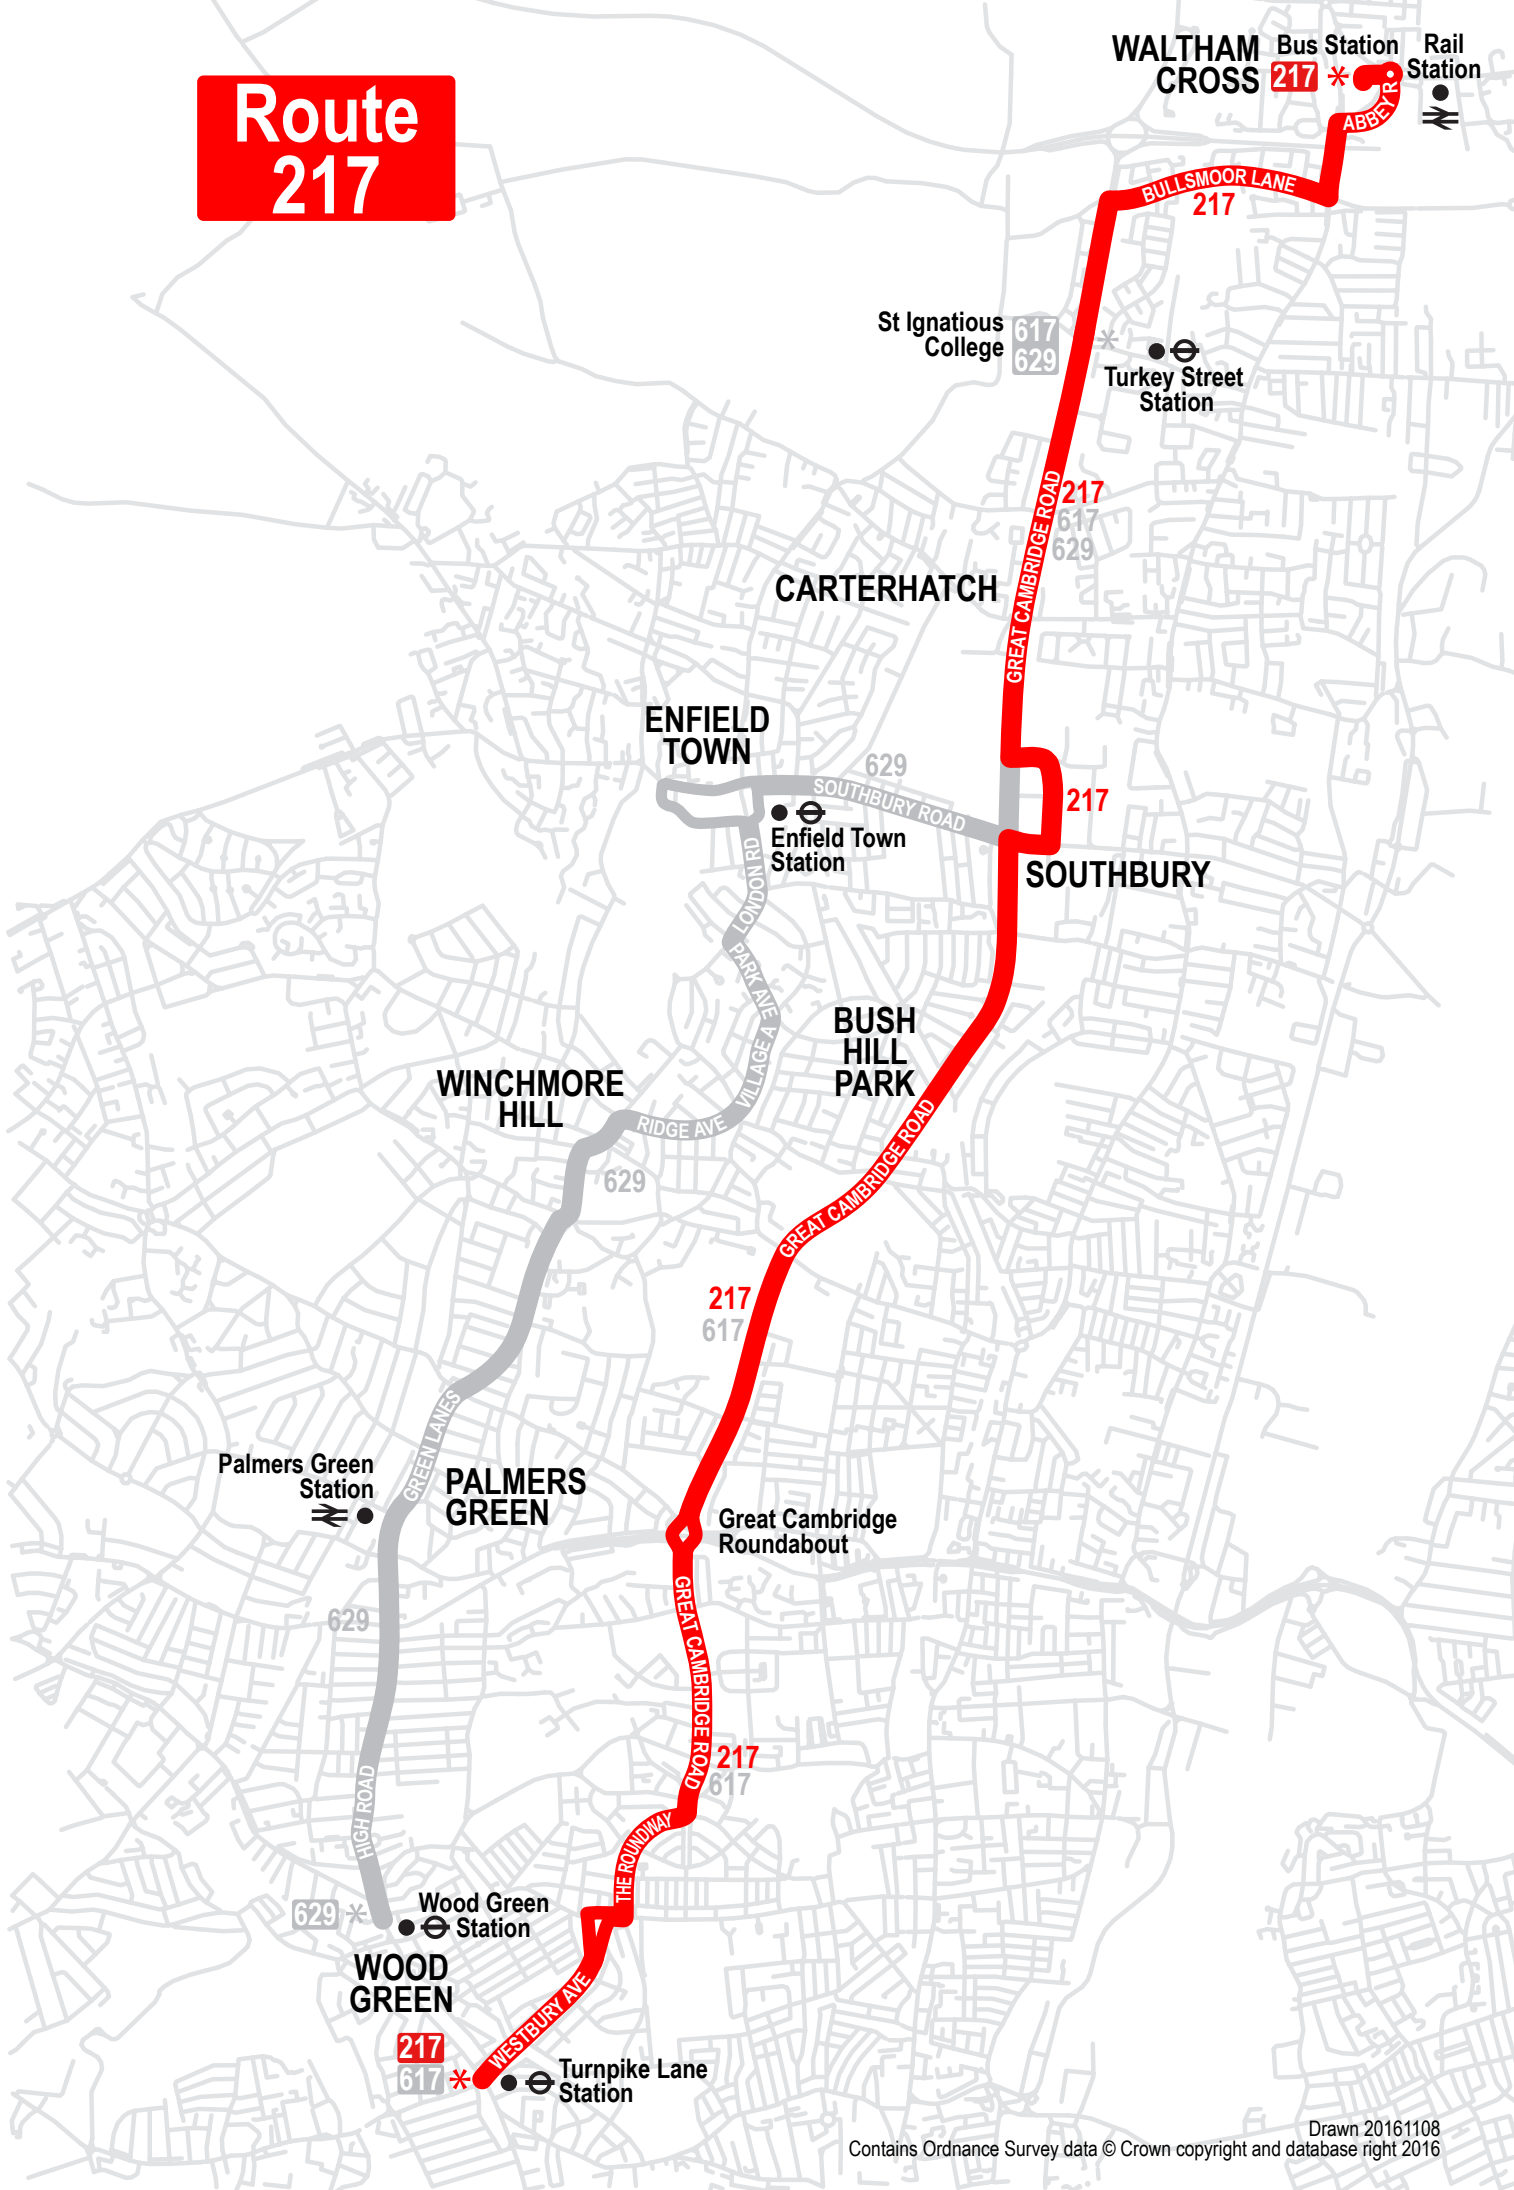 Route
217
WALTHAM
CROSS
Bus Station
217
Rail
Station
ABBEY R
BULLSMOOR LANE
217
St Ignatious
College
617
629
Turkey Street
Station
GREAT CAMBRIDGE ROAD
217
617
629
CARTERHATCH
ENFIELD
TOWN
629
SOUTHBURY ROAD
217
Enfield Town
Station
SOUTHBURY
LONDON RD
PARK AVE
VILLAGE A
BUSH
HILL
PARK
WINCHMORE
HILL
RIDGE AVE
629
GREAT CAMBRIDGE ROAD
217
617
GREEN LANES
Palmers Green
Station
PALMERS
GREEN
Great Cambridge
Roundabout
GREAT CAMBRIDGE ROAD
629
217
617
HIGH ROAD
THE ROUNDWAY
629
Wood Green
Station
WOOD
GREEN
WESTBURY AVE
217
617
Turnpike Lane
Station
Drawn 20161108
Contains Ordnance Survey data © Crown copyright and database right 2016